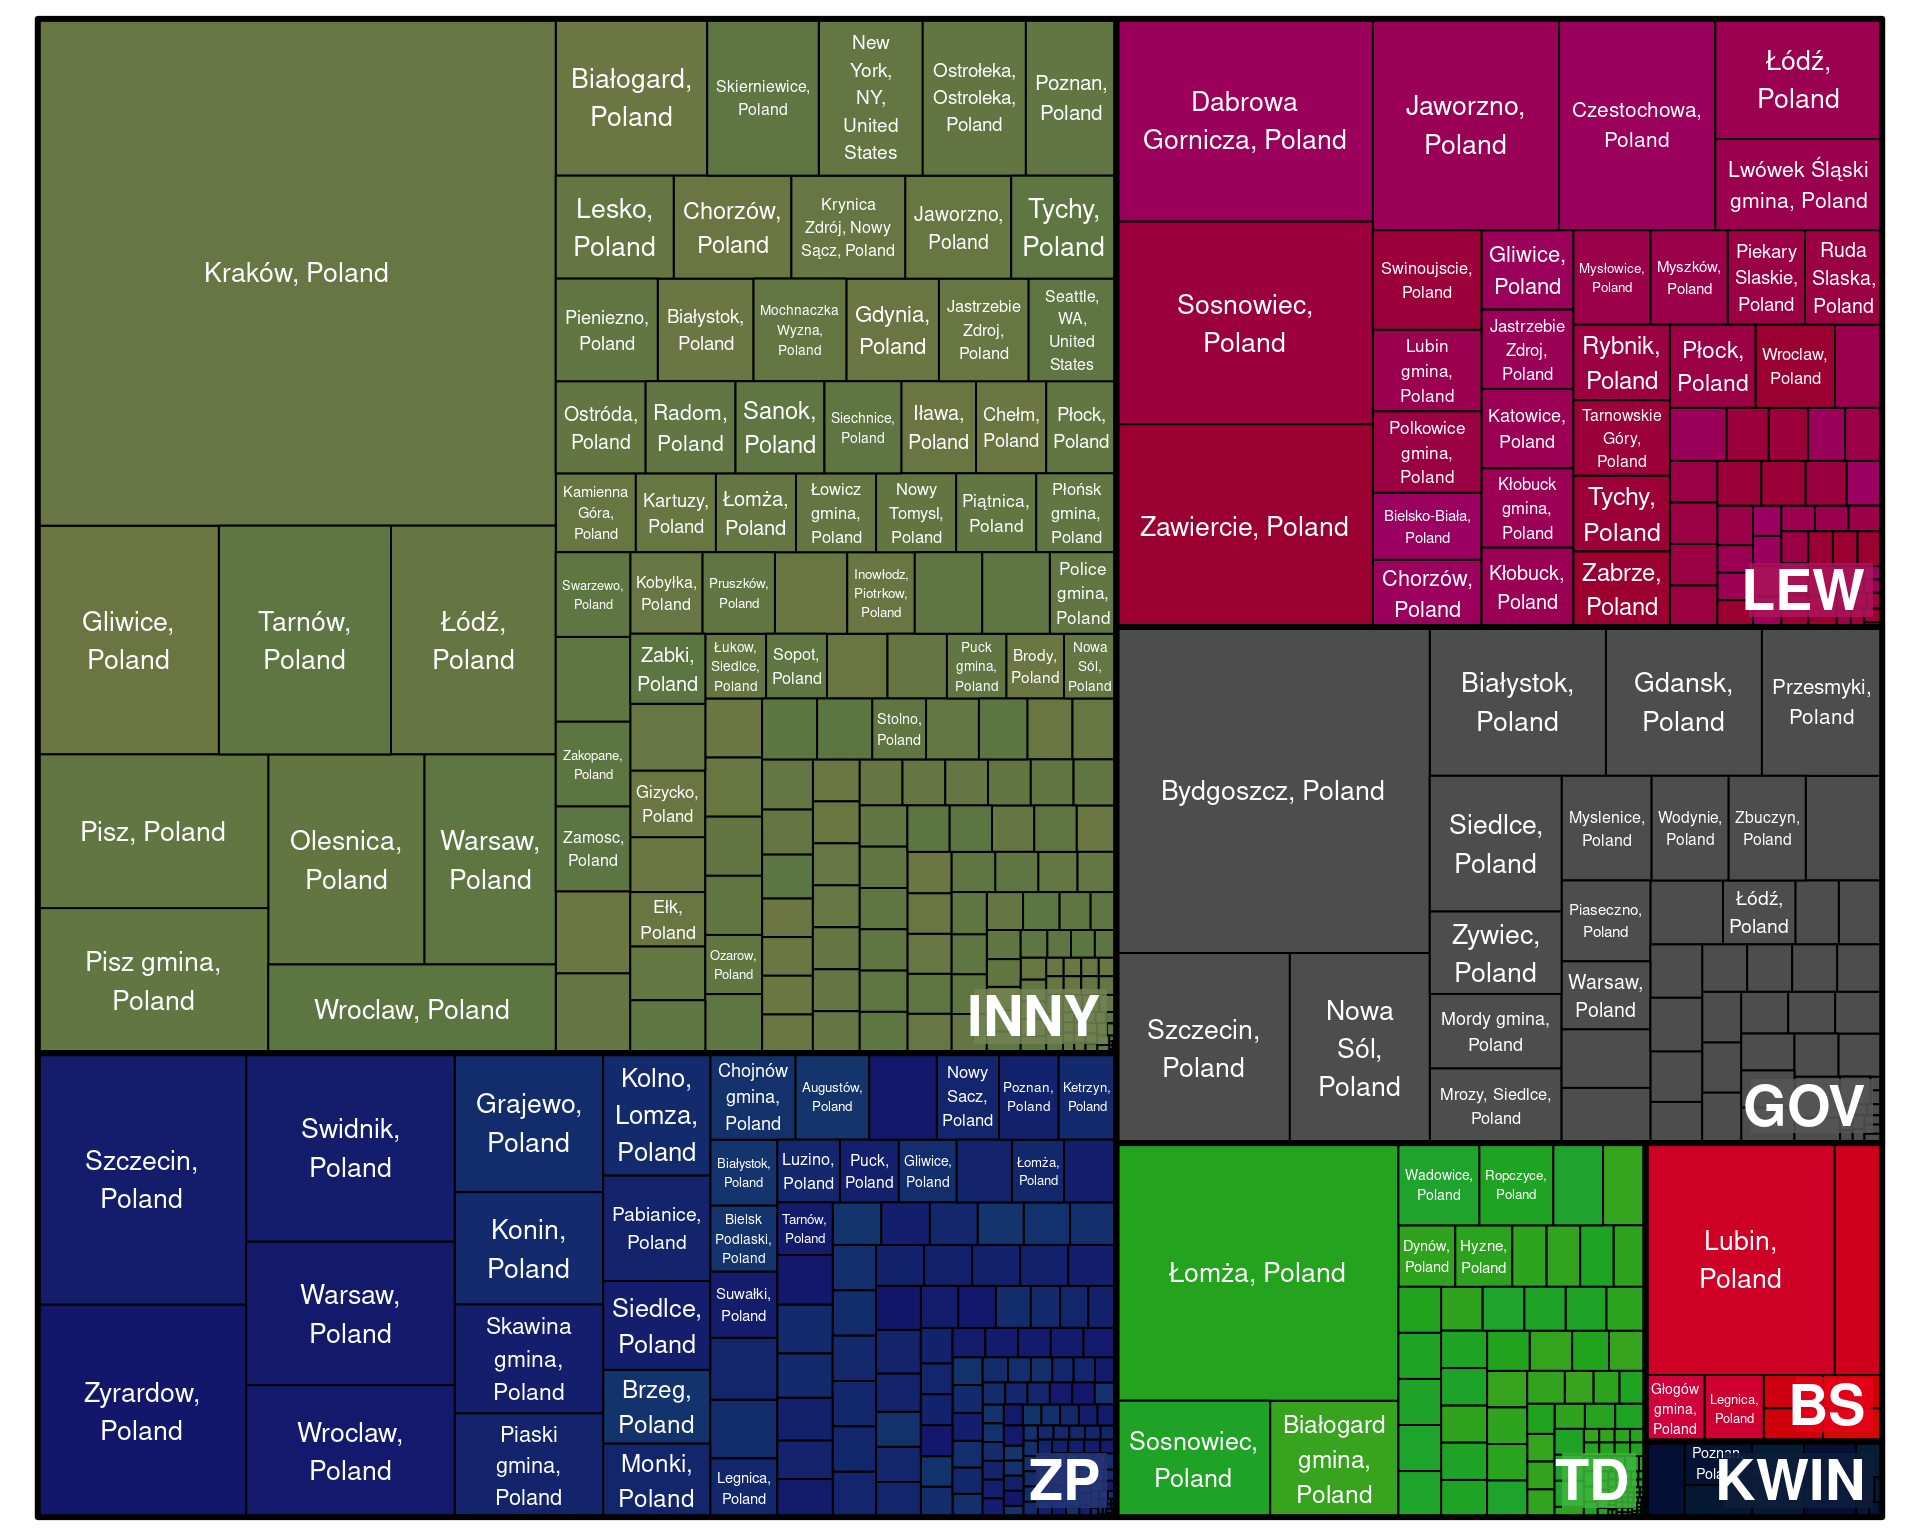 Kraków, Poland
Gliwice,
Poland
Tarnów,
Poland
Łódź,
Poland
Pisz, Poland
Pisz gmina,
Poland
Olesnica,
Poland
Warsaw,
Poland
Wroclaw, Poland
Białogard,
Poland
Skierniewice,
Poland
New
York,
NY,
United
States
Ostrołeka,
Ostroleka,
Poland
Poznan,
Poland
Lesko,
Poland
Chorzów,
Poland
Krynica
Zdrój, Nowy
Sącz, Poland
Jaworzno,
Poland
Tychy,
Poland
Pieniezno,
Poland
Białystok,
Poland
Mochnaczka
Wyzna,
Poland
Gdynia,
Poland
Jastrzebie
Zdroj,
Poland
Seattle,
WA,
United
States
Ostróda,
Poland
Radom,
Poland
Sanok,
Poland
Siechnice,
Poland
Iława,
Poland
Chełm,
Poland
Płock,
Poland
Kamienna
Góra,
Poland
Kartuzy,
Poland
Łomża,
Poland
Łowicz
gmina,
Poland
Nowy
Tomysl,
Poland
Piątnica,
Poland
Płońsk
gmina,
Poland
Swarzewo,
Poland
Kobyłka,
Poland
Pruszków,
Poland
Inowłodz,
Piotrkow,
Poland
Police
gmina,
Poland
Zabki,
Poland
Łukow,
Siedlce,
Poland
Sopot,
Poland
Puck
gmina,
Poland
Brody,
Poland
Nowa
Sól,
Poland
Zakopane,
Poland
Stolno,
Poland
Gizycko,
Poland
Zamosc,
Poland
Ełk,
Poland
Ozarow,
Poland
INNY
Dabrowa
Gornicza, Poland
Sosnowiec,
Poland
Zawiercie, Poland
Jaworzno,
Poland
Czestochowa,
Poland
Łódź,
Poland
Lwówek Śląski
gmina, Poland
Swinoujscie,
Poland
Lubin
gmina,
Poland
Polkowice
gmina,
Poland
Bielsko-Biała,
Poland
Chorzów,
Poland
Gliwice,
Poland
Jastrzebie
Zdroj,
Poland
Katowice,
Poland
Kłobuck
gmina,
Poland
Kłobuck,
Poland
Mysłowice,
Poland
Myszków,
Poland
Piekary
Slaskie,
Poland
Ruda
Slaska,
Poland
Rybnik,
Poland
Tarnowskie
Góry,
Poland
Tychy,
Poland
Zabrze,
Poland
Płock,
Poland
Wroclaw,
Poland
LEW
Bydgoszcz, Poland
Szczecin,
Poland
Nowa
Sól,
Poland
Białystok,
Poland
Gdansk,
Poland
Przesmyki,
Poland
Siedlce,
Poland
Zywiec,
Poland
Mordy gmina,
Poland
Mrozy, Siedlce,
Poland
Myslenice,
Poland
Wodynie,
Poland
Zbuczyn,
Poland
Piaseczno,
Poland
Łódź,
Poland
Warsaw,
Poland
GOV
Szczecin,
Poland
Zyrardow,
Poland
Swidnik,
Poland
Warsaw,
Poland
Wroclaw,
Poland
Grajewo,
Poland
Konin,
Poland
Skawina
gmina,
Poland
Piaski
gmina,
Poland
Kolno,
Lomza,
Poland
Pabianice,
Poland
Siedlce,
Poland
Brzeg,
Poland
Monki,
Poland
Chojnów
gmina,
Poland
Augustów,
Poland
Nowy
Sacz,
Poland
Poznan,
Poland
Ketrzyn,
Poland
Białystok,
Poland
Luzino,
Poland
Puck,
Poland
Gliwice,
Poland
Łomża,
Poland
Bielsk
Podlaski,
Poland
Tarnów,
Poland
Suwałki,
Poland
Legnica,
Poland
ZP
Łomża, Poland
Sosnowiec,
Poland
Białogard
gmina,
Poland
Wadowice,
Poland
Ropczyce,
Poland
Dynów,
Poland
Hyzne,
Poland
TD
Lubin,
Poland
Głogów
gmina,
Poland
Legnica,
Poland
BS
Poznan,
Poland
KWIN